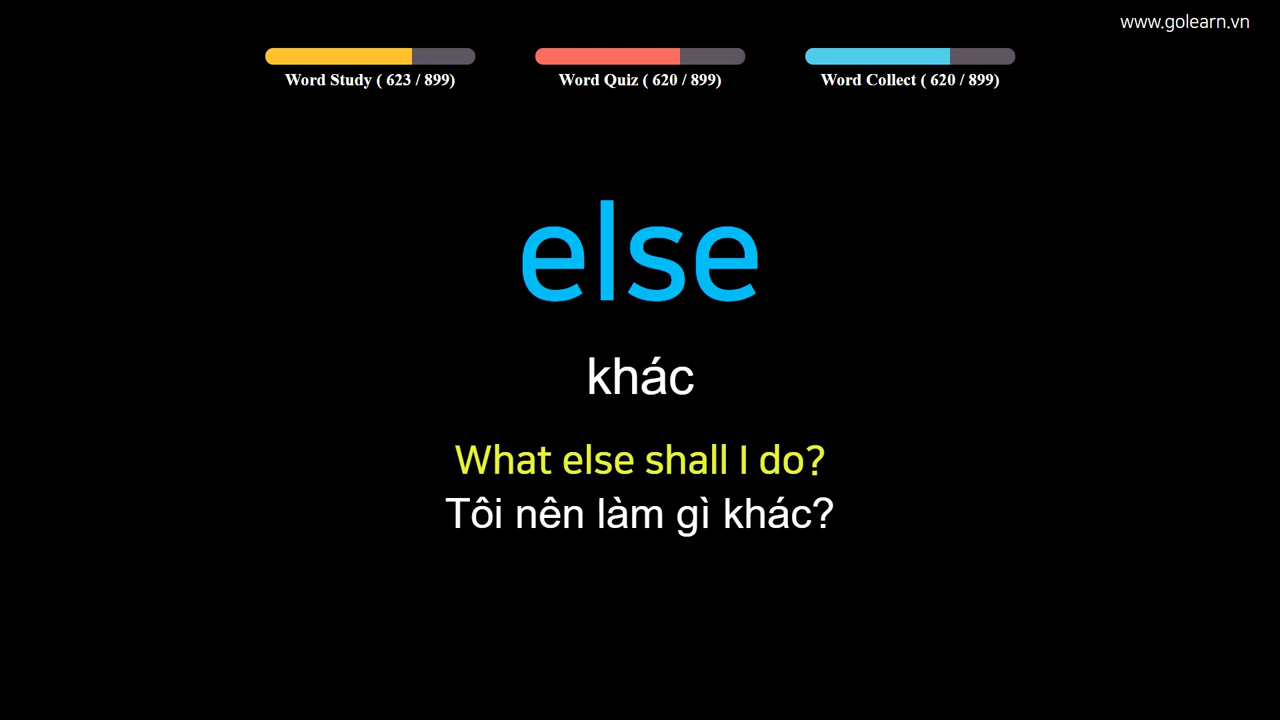 www.golearn.vn
Word Study ( 623 / 899)
Word Quiz ( 620 / 899)
Word Collect ( 620 / 899)
else
khác
What else shall I do?
Tôi nên làm gì khác?